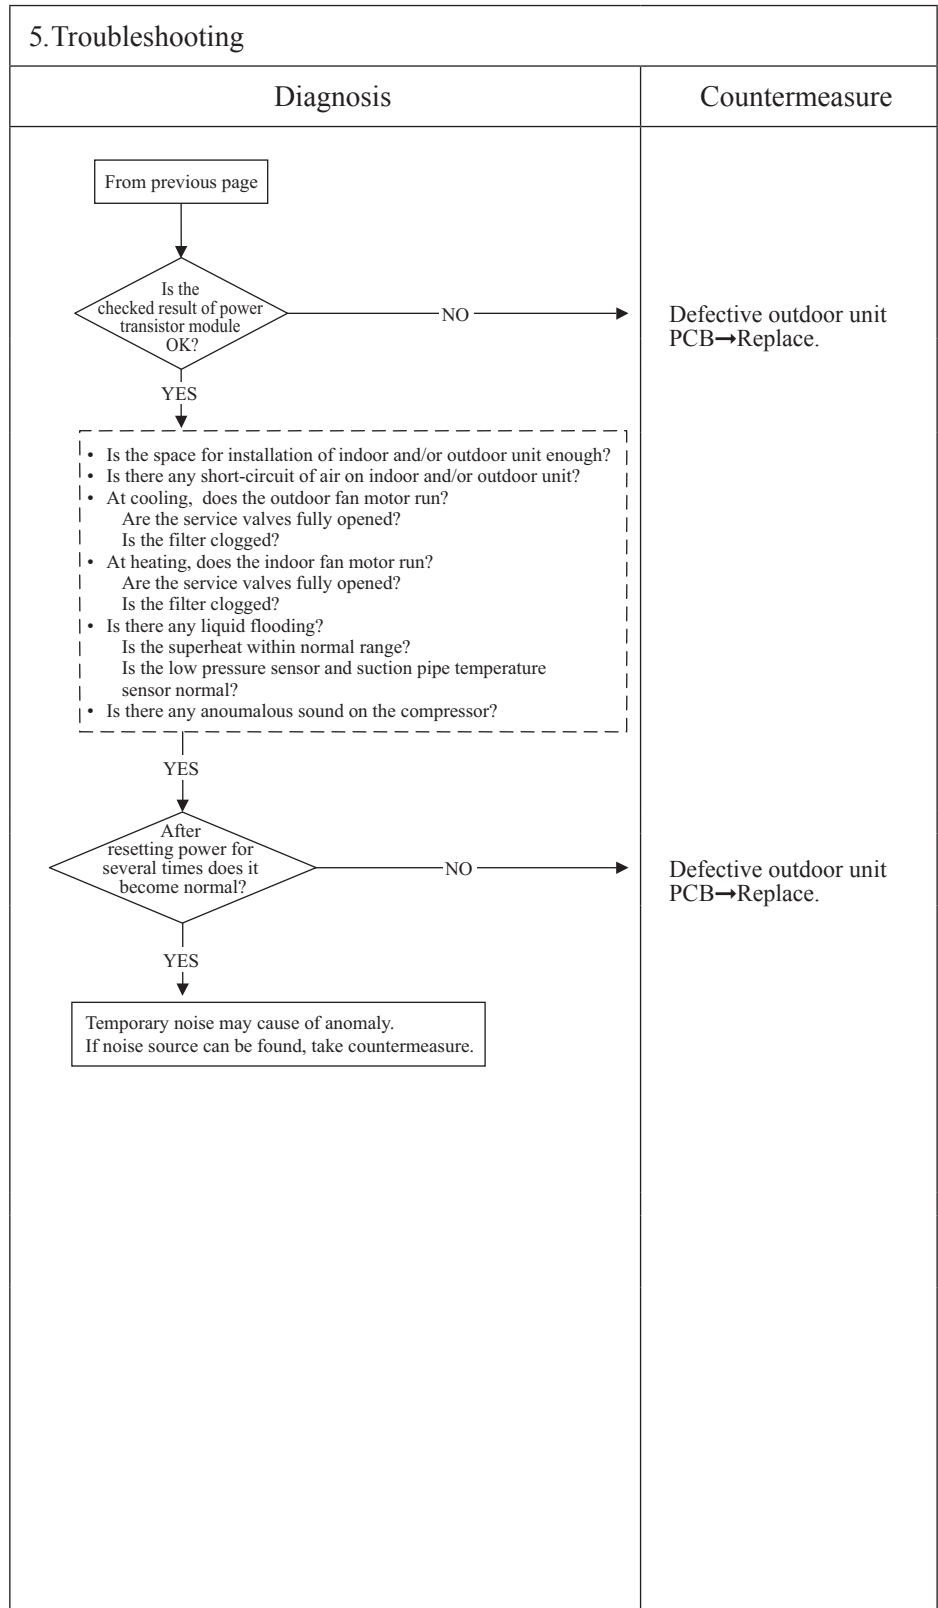 5.Troubleshooting
Diagnosis
Countermeasure
From previous page
Is the
checked result of power
transistor module
OK?
NO
Defective outdoor unit
PCB→Replace.
YES
• Is the space for installation of indoor and/or outdoor unit enough?
• Is there any short-circuit of air on indoor and/or outdoor unit?
• At cooling, does the outdoor fan motor run?
Are the service valves fully opened?
Is the filter clogged?
• At heating, does the indoor fan motor run?
Are the service valves fully opened?
Is the filter clogged?
• Is there any liquid flooding?
Is the superheat within normal range?
Is the low pressure sensor and suction pipe temperature
sensor normal?
• Is there any anoumalous sound on the compressor?
YES
After
resetting power for
several times does it
become normal?
NO
Defective outdoor unit
PCB→Replace.
YES
Temporary noise may cause of anomaly.
If noise source can be found, take countermeasure.